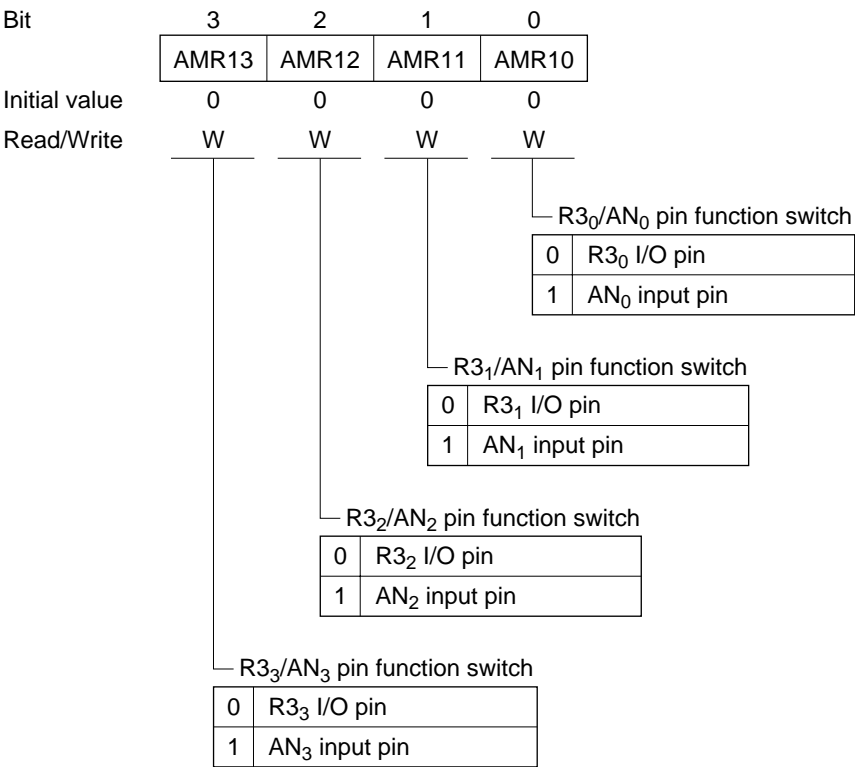 Bit 3 2 1 0
AMR13 AMR12 AMR11 AMR10
Initial value 0 0 0 0
Read/Write W W W W
R3₀/AN₀ pin function switch
0 R3₀ I/O pin
1 AN₀ input pin
R3₁/AN₁ pin function switch
0 R3₁ I/O pin
1 AN₁ input pin
R3₂/AN₂ pin function switch
0 R3₂ I/O pin
1 AN₂ input pin
R3₃/AN₃ pin function switch
0 R3₃ I/O pin
1 AN₃ input pin